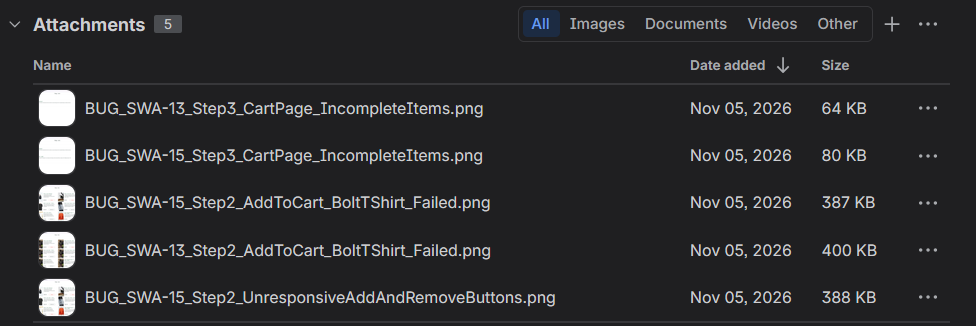 Attachments 5 All Images Documents Videos Other
Name Date added Size
BUG_SWA-13_Step3_CartPage_IncompleteItems.png Nov 05, 2026 64 KB
BUG_SWA-15_Step3_CartPage_IncompleteItems.png Nov 05, 2026 80 KB
BUG_SWA-15_Step2_AddToCart_BoltTShirt_Failed.png Nov 05, 2026 387 KB
BUG_SWA-13_Step2_AddToCart_BoltTShirt_Failed.png Nov 05, 2026 400 KB
BUG_SWA-15_Step2_UnresponsiveAddAndRemoveButtons.png Nov 05, 2026 388 KB